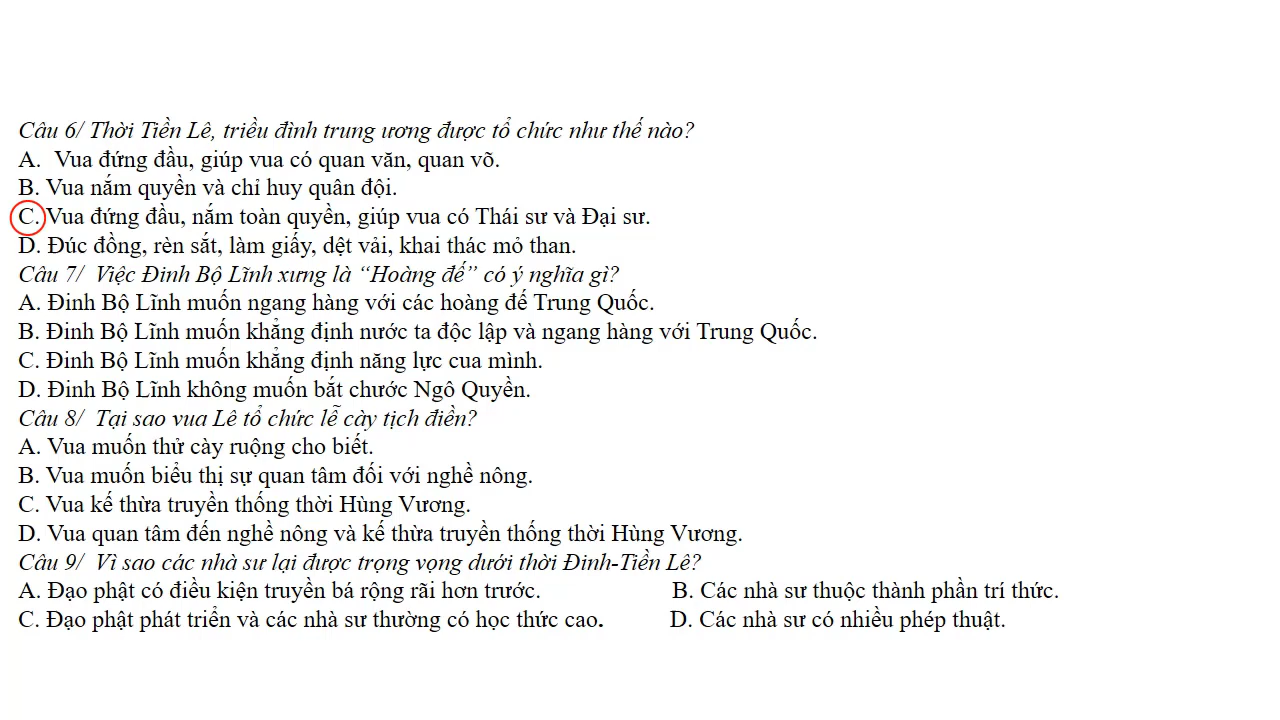 Câu 6/ Thời Tiền Lê, triều đình trung ương được tổ chức như thế nào?
A. Vua đứng đầu, giúp vua có quan văn, quan võ.
B. Vua nắm quyền và chỉ huy quân đội.
C. Vua đứng đầu, nắm toàn quyền, giúp vua có Thái sư và Đại sư.
D. Đúc đồng, rèn sắt, làm giấy, dệt vải, khai thác mỏ than.
Câu 7/ Việc Đinh Bộ Lĩnh xưng là “Hoàng đế” có ý nghĩa gì?
A. Đinh Bộ Lĩnh muốn ngang hàng với các hoàng đế Trung Quốc.
B. Đinh Bộ Lĩnh muốn khẳng định nước ta độc lập và ngang hàng với Trung Quốc.
C. Đinh Bộ Lĩnh muốn khẳng định năng lực cua mình.
D. Đinh Bộ Lĩnh không muốn bắt chước Ngô Quyền.
Câu 8/ Tại sao vua Lê tổ chức lễ cày tịch điền?
A. Vua muốn thử cày ruộng cho biết.
B. Vua muốn biểu thị sự quan tâm đối với nghề nông.
C. Vua kế thừa truyền thống thời Hùng Vương.
D. Vua quan tâm đến nghề nông và kế thừa truyền thống thời Hùng Vương.
Câu 9/ Vì sao các nhà sư lại được trọng vọng dưới thời Đinh-Tiền Lê?
A. Đạo phật có điều kiện truyền bá rộng rãi hơn trước. B. Các nhà sư thuộc thành phần trí thức.
C. Đạo phật phát triển và các nhà sư thường có học thức cao. D. Các nhà sư có nhiều phép thuật.